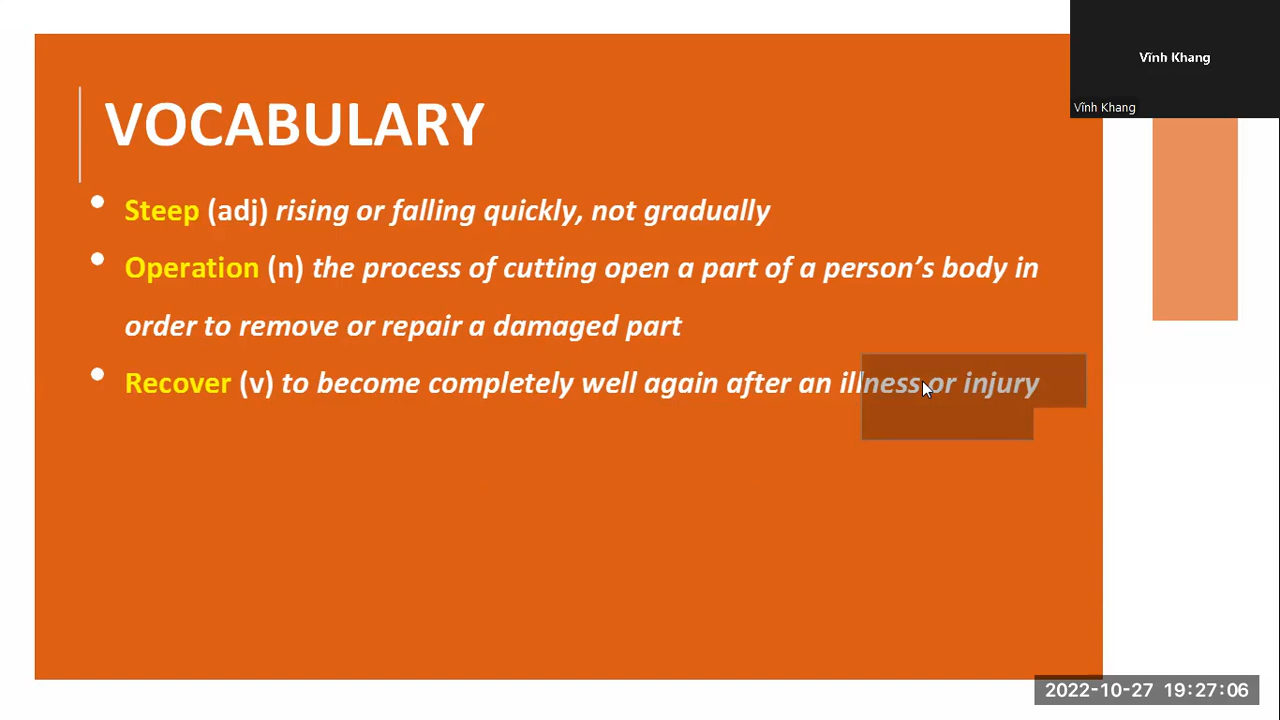 Vĩnh Khang
Vĩnh Khang
VOCABULARY
• Steep (adj) rising or falling quickly, not gradually
• Operation (n) the process of cutting open a part of a person’s body in
order to remove or repair a damaged part
• Recover (v) to become completely well again after an illness or injury
2022-10-27 19:27:06